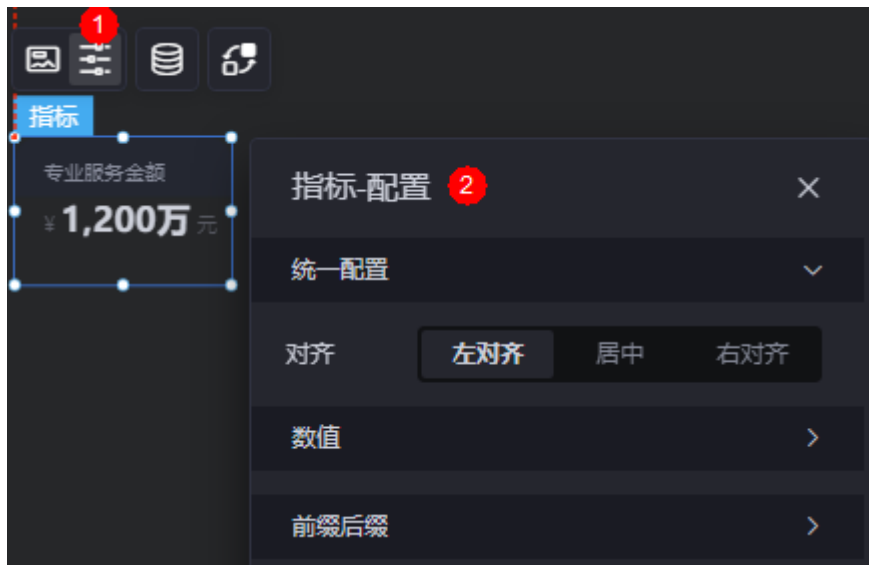 1
指标
专业服务金额
¥ 1,200万 元
指标-配置 2
统一配置
对齐 左对齐 居中 右对齐
数值
前缀后缀